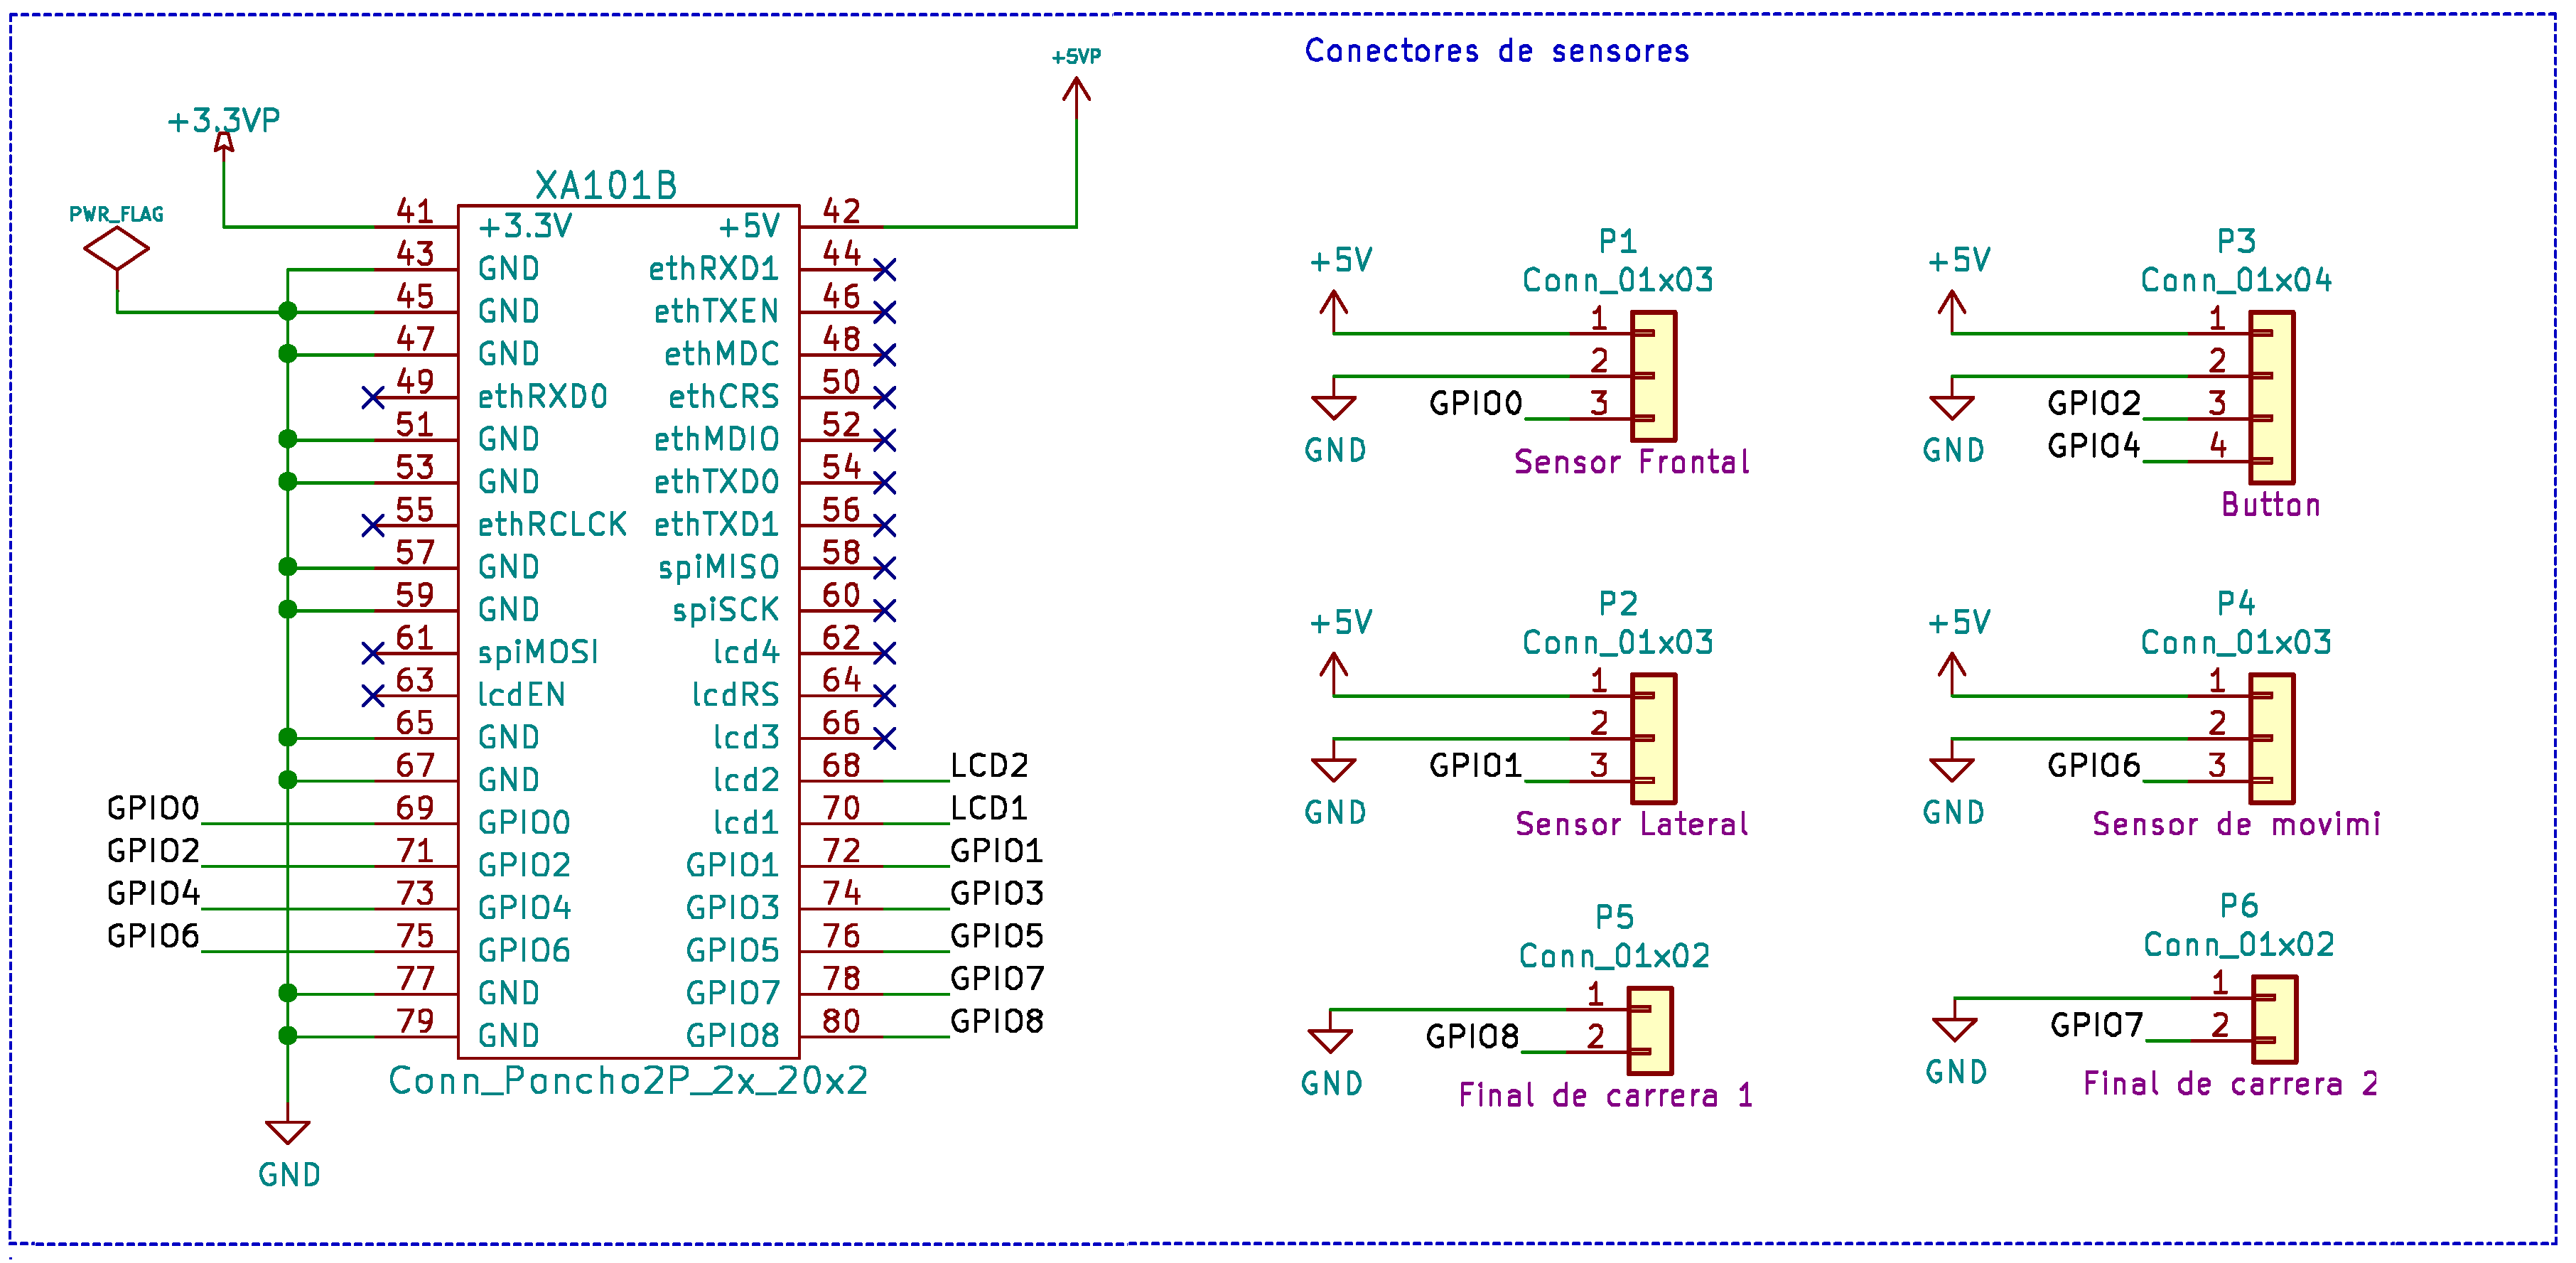 Conectores de sensores
+5VP
+3.3VP
PWR_FLAG
XA101B
41 +3.3V +5V 42
43 GND ethRXD1 44
45 GND ethTXEN 46
47 GND ethMDC 48
49 ethRXD0 ethCRS 50
51 GND ethMDIO 52
53 GND ethTXD0 54
55 ethRCLCK ethTXD1 56
57 GND spiMISO 58
59 GND spiSCK 60
61 spiMOSI lcd4 62
63 lcdEN lcdRS 64
65 GND lcd3 66
67 GND lcd2 68 LCD2
GPIO0 69 GPIO0 lcd1 70 LCD1
GPIO2 71 GPIO2 GPIO1 72 GPIO1
GPIO4 73 GPIO4 GPIO3 74 GPIO3
GPIO6 75 GPIO6 GPIO5 76 GPIO5
77 GND GPIO7 78 GPIO7
79 GND GPIO8 80 GPIO8
Conn_Poncho2P_2x_20x2
GND
P1
Conn_01x03
+5V
1
2
GPIO0 3
GND
Sensor Frontal
P3
Conn_01x04
+5V
1
2
GPIO2 3
GPIO4 4
GND
Button
P2
Conn_01x03
+5V
1
2
GPIO1 3
GND
Sensor Lateral
P4
Conn_01x03
+5V
1
2
GPIO6 3
GND
Sensor de movimi
P5
Conn_01x02
1
GPIO8 2
GND
Final de carrera 1
P6
Conn_01x02
1
GPIO7 2
GND
Final de carrera 2